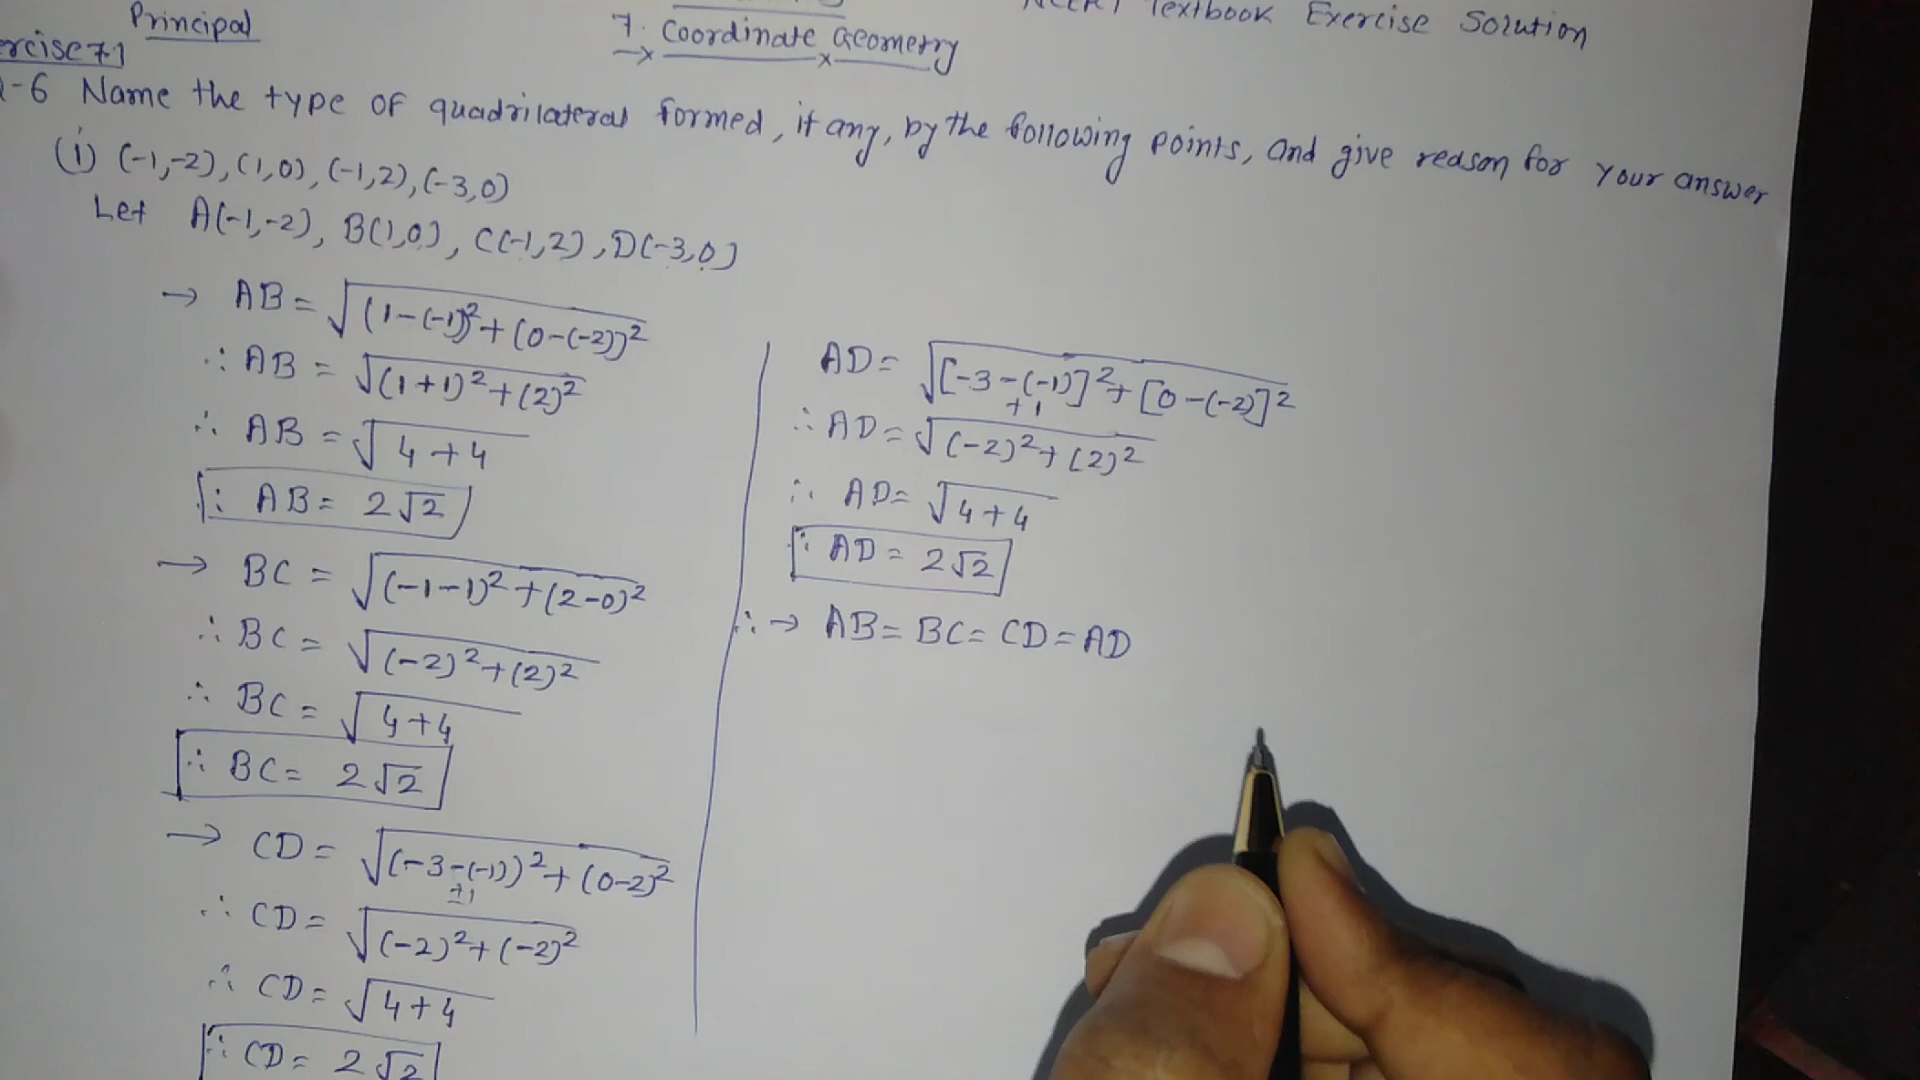 Principal
7. Coordinate Geometry
Textbook Exercise Solution
ercise 7.1
-6 Name the type of quadrilateral formed, if any, by the following points, and give reason for your answer
(i) (-1,-2), (1,0), (-1,2), (-3,0)
Let A(-1,-2), B(1,0), C(-1,2), D(-3,0)
→ AB = √(1-(-1))²+(0-(-2))²
∴ AB = √(1+1)²+(2)²
∴ AB = √4+4
∴ AB = 2√2
→ BC = √(-1-1)²+(2-0)²
∴ BC = √(-2)²+(2)²
∴ BC = √4+4
∴ BC = 2√2
→ CD = √(-3-(-1))²+(0-2)²
+1
∴ CD = √(-2)²+(-2)²
∴ CD = √4+4
∴ CD = 2√2
AD = √[-3-(-1)]²+[0-(-2)]²
+1
∴ AD = √(-2)²+(2)²
∴ AD = √4+4
∴ AD = 2√2
∴ → AB = BC = CD = AD